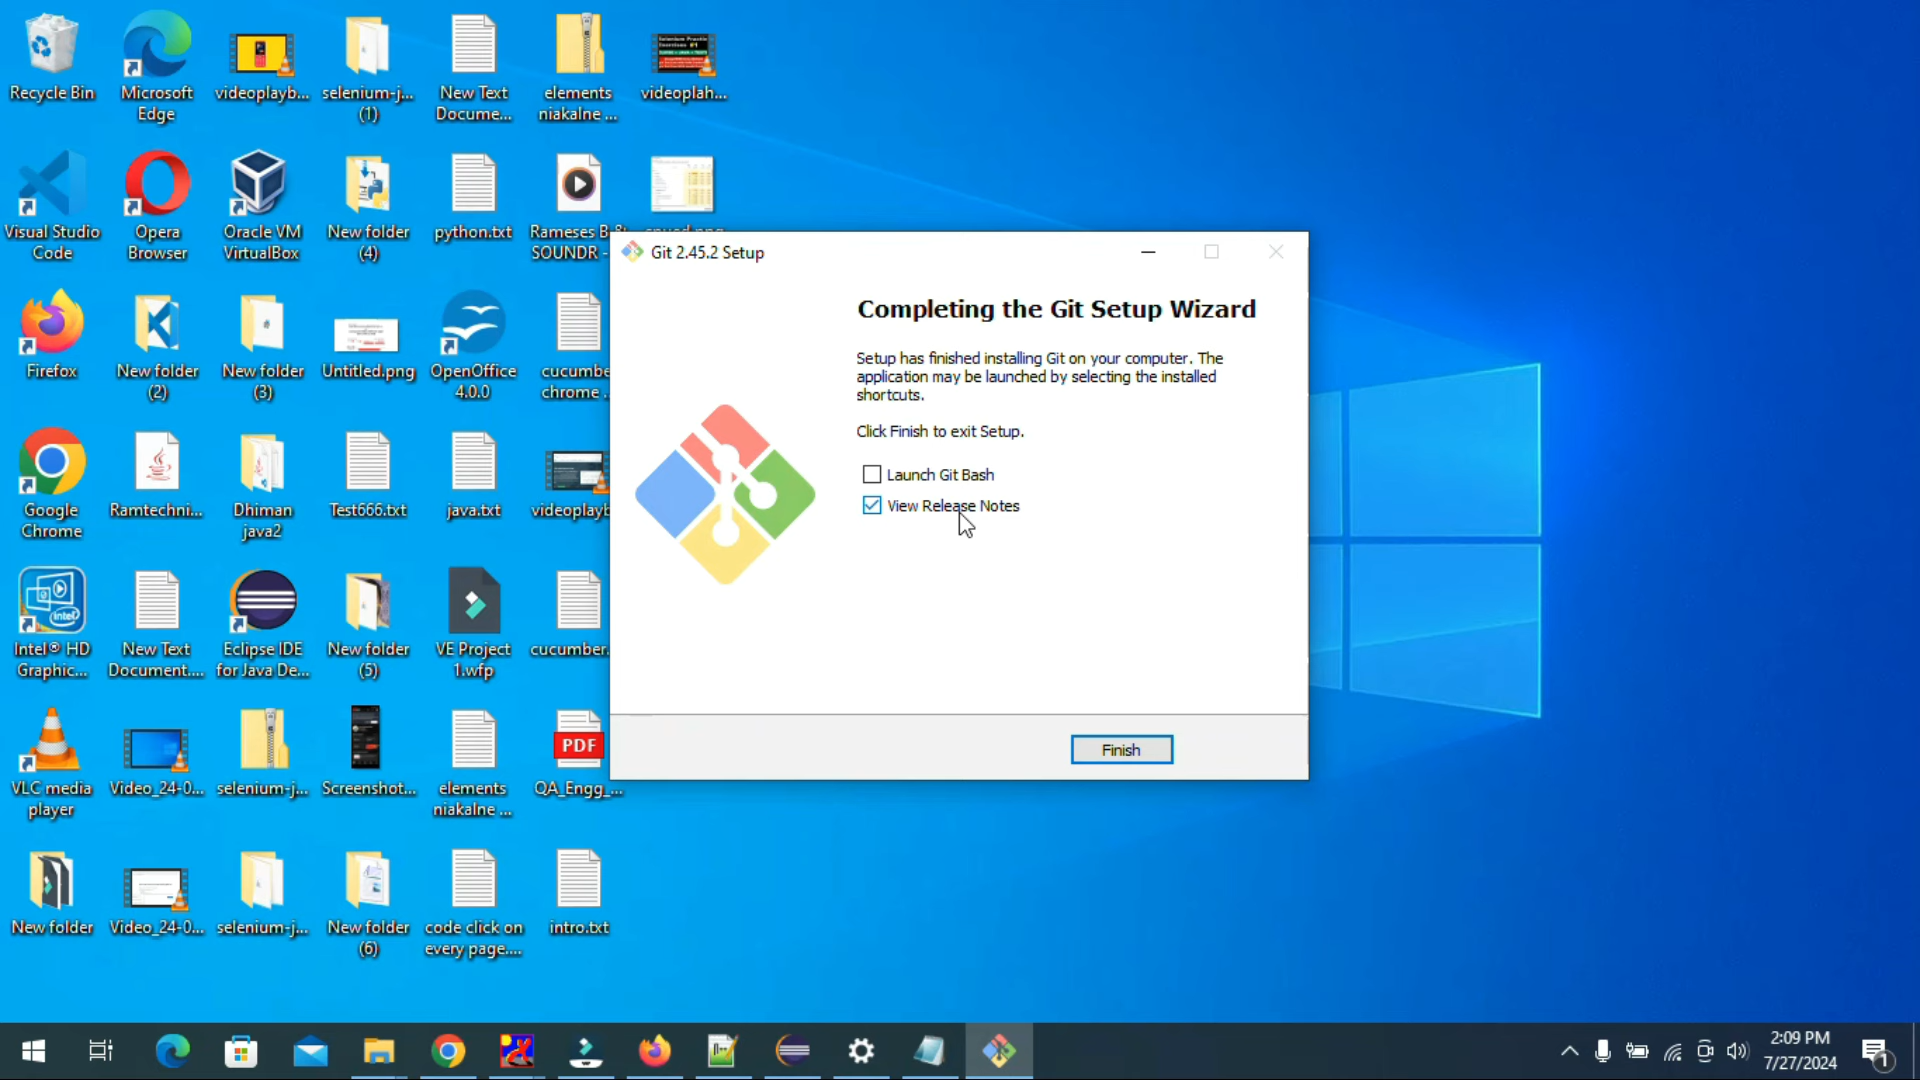 Recycle Bin
Microsoft
Edge
videoplayb...
selenium-j...
(1)
New Text
Docume...
elements
niakalne ...
videoplah...
Visual Studio
Code
Opera
Browser
Oracle VM
VirtualBox
New folder
(4)
python.txt
Rameses B
SOUNDR -
Git 2.45.2 Setup
Completing the Git Setup Wizard
Setup has finished installing Git on your computer. The
application may be launched by selecting the installed
shortcuts.
Click Finish to exit Setup.
Launch Git Bash
View Release Notes
Finish
Firefox
New folder
(2)
New folder
(3)
Untitled.png
OpenOffice
4.0.0
cucumbe
chrome
Google
Chrome
Ramtechni...
Dhiman
java2
Test666.txt
java.txt
videoplayb
Intel® HD
Graphic...
New Text
Document....
Eclipse IDE
for Java De...
New folder
(5)
VE Project
1.wfp
cucumber.
VLC media
player
Video_24-0...
selenium-j...
Screenshot...
elements
niakalne ...
PDF
QA_Engg_...
New folder
Video_24-0...
selenium-j...
New folder
(6)
code click on
every page....
intro.txt
2:09 PM
7/27/2024
1